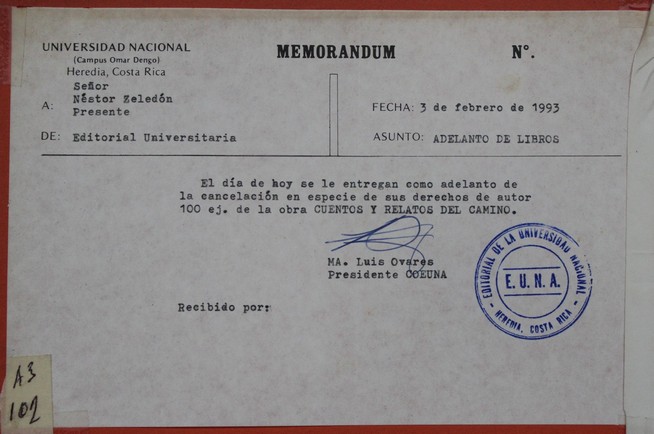 UNIVERSIDAD NACIONAL
(Campus Omar Dengo)
Heredia, Costa Rica
MEMORANDUM N°.
A: Señor
Néstor Zeledón
Presente
FECHA: 3 de febrero de 1993
DE: Editorial Universitaria
ASUNTO: ADELANTO DE LIBROS
El día de hoy se le entregan como adelanto de
la cancelación en especie de sus derechos de autor
100 ej. de la obra CUENTOS Y RELATOS DEL CAMINO.
MA. Luis Ovares
Presidente COEUNA
EDITORIAL DE LA UNIVERSIDAD NACIONAL
E. U. N. A.
- HEREDIA, COSTA RICA -
Recibido por:
A3
102